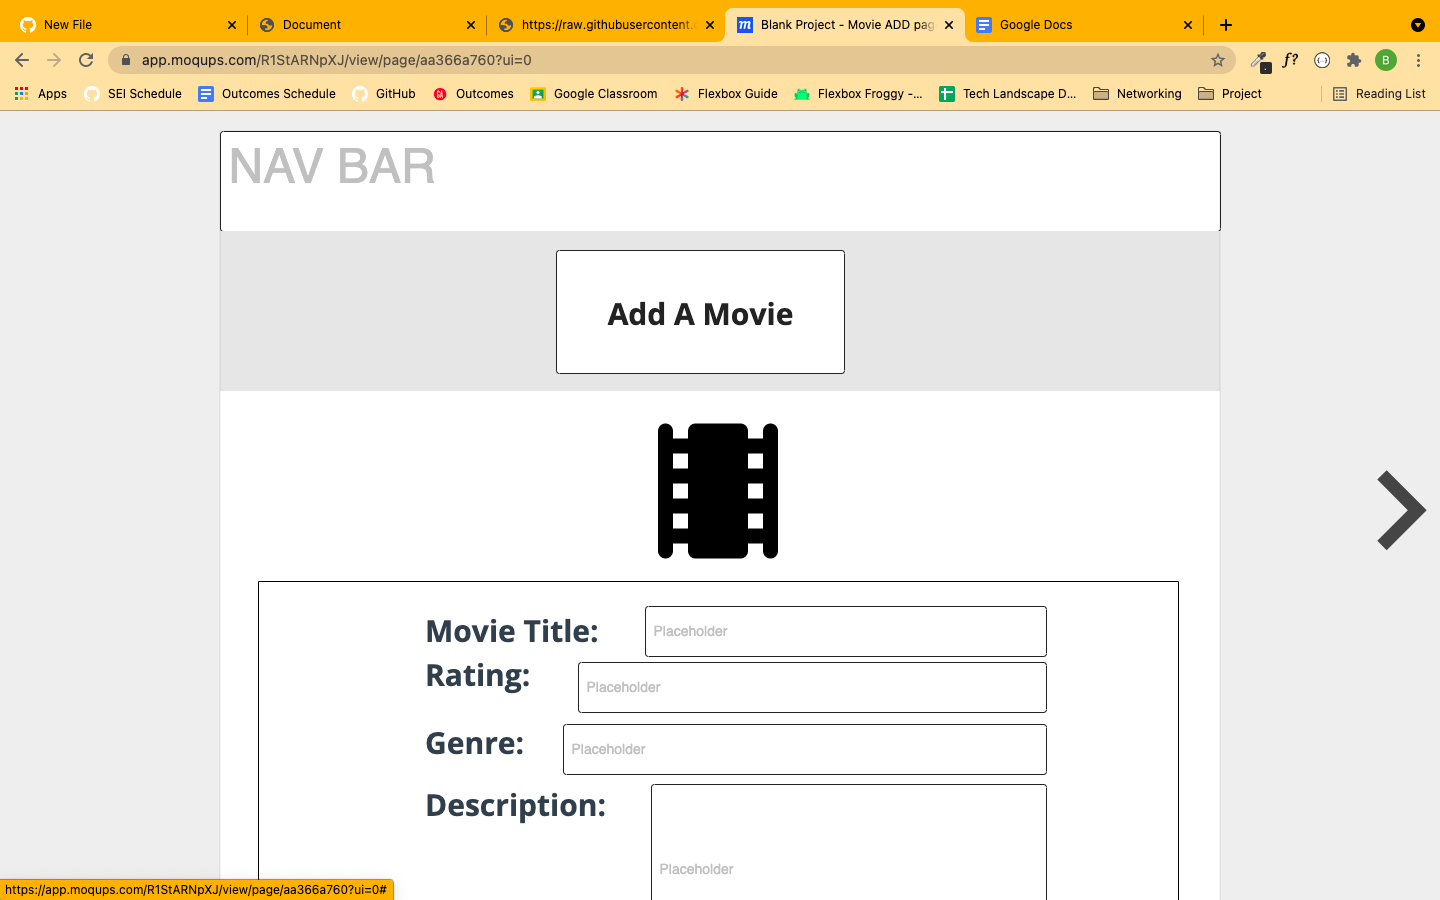 New File
Document
https://raw.githubusercontent.
Blank Project - Movie ADD pag
Google Docs
app.moqups.com/R1StARNpXJ/view/page/aa366a760?ui=0
f?
B
Apps
SEI Schedule
Outcomes Schedule
GitHub
GA
Outcomes
Google Classroom
Flexbox Guide
Flexbox Froggy -...
Tech Landscape D...
Networking
Project
Reading List
NAV BAR
Add A Movie
Movie Title:
Placeholder
Rating:
Placeholder
Genre:
Placeholder
Description:
Placeholder
https://app.moqups.com/R1StARNpXJ/view/page/aa366a760?ui=0#